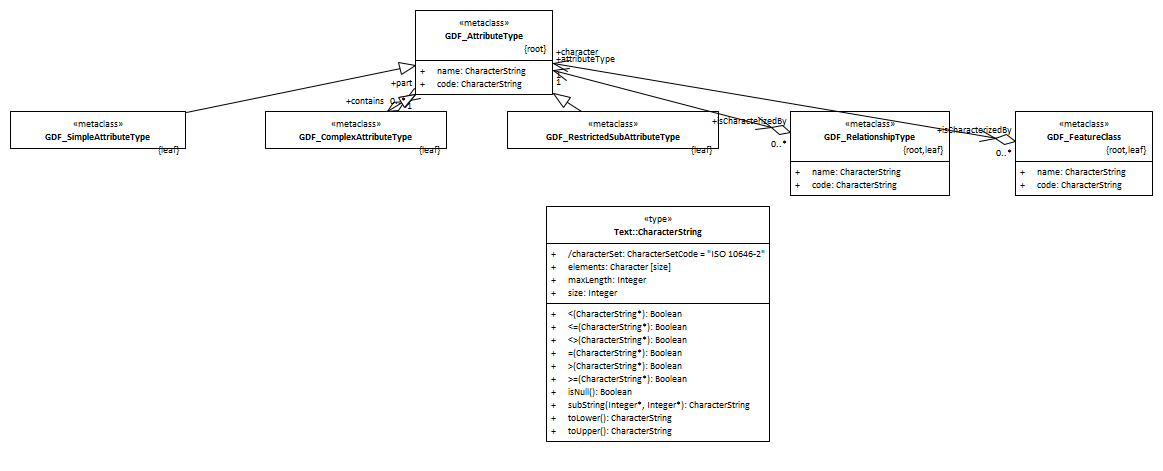 «metaclass»
GDF_AttributeType
{root}
+ name: CharacterString
+ code: CharacterString
+character
+attributeType
1
1
+part
+contains 0..* 1
«metaclass»
GDF_SimpleAttributeType
{leaf}
«metaclass»
GDF_ComplexAttributeType
{leaf}
«metaclass»
GDF_RestrictedSubAttributeType
{leaf}
+isCharacterizedBy
0..*
«metaclass»
GDF_RelationshipType
{root,leaf}
+ name: CharacterString
+ code: CharacterString
+isCharacterizedBy
0..*
«metaclass»
GDF_FeatureClass
{root,leaf}
+ name: CharacterString
+ code: CharacterString
«type»
Text::CharacterString
+ /characterSet: CharacterSetCode = "ISO 10646-2"
+ elements: Character [size]
+ maxLength: Integer
+ size: Integer
+ <(CharacterString*): Boolean
+ <=(CharacterString*): Boolean
+ <>(CharacterString*): Boolean
+ =(CharacterString*): Boolean
+ >(CharacterString*): Boolean
+ >=(CharacterString*): Boolean
+ isNull(): Boolean
+ subString(Integer*, Integer*): CharacterString
+ toLower(): CharacterString
+ toUpper(): CharacterString